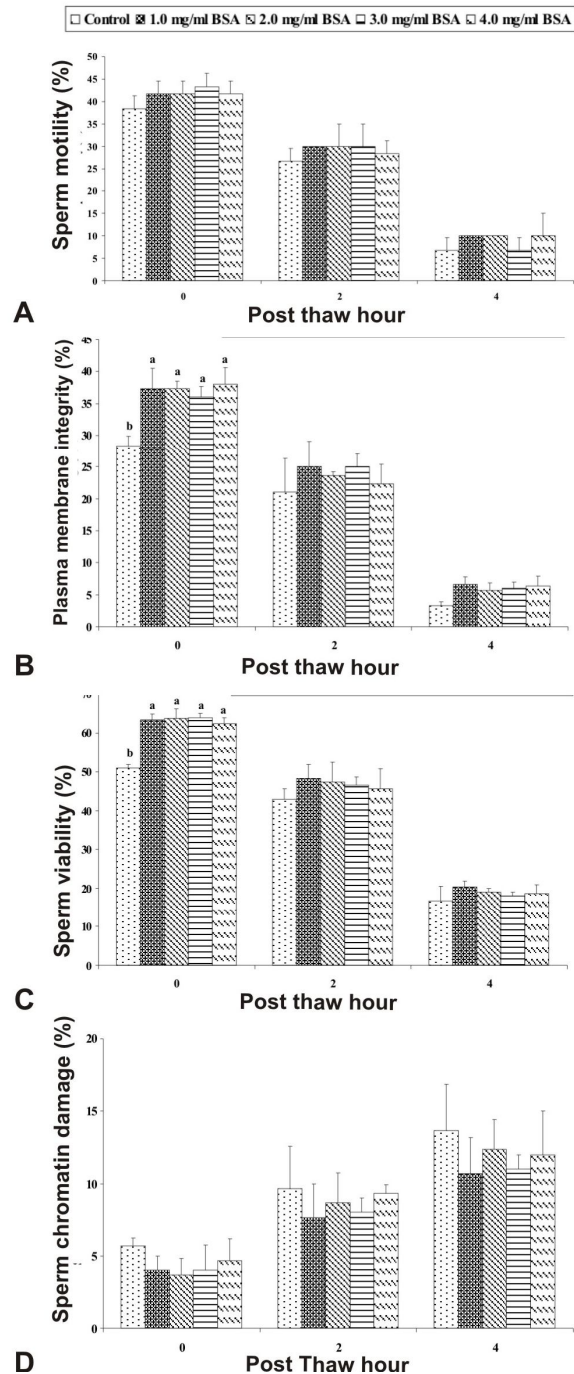 Control 1.0 mg/ml BSA 2.0 mg/ml BSA 3.0 mg/ml BSA 4.0 mg/ml BSA
Sperm motility (%)
50
45
40
35
30
25
20
15
10
5
0
0 2 4
A Post thaw hour
Plasma membrane integrity (%)
45
40
35
30
25
20
15
10
5
0
b a a a a
0 2 4
B Post thaw hour
Sperm viability (%)
70
60
50
40
30
20
10
0
b a a a a
0 2 4
C Post thaw hour
Sperm chromatin damage (%)
20
15
10
5
0
0 2 4
D Post Thaw hour